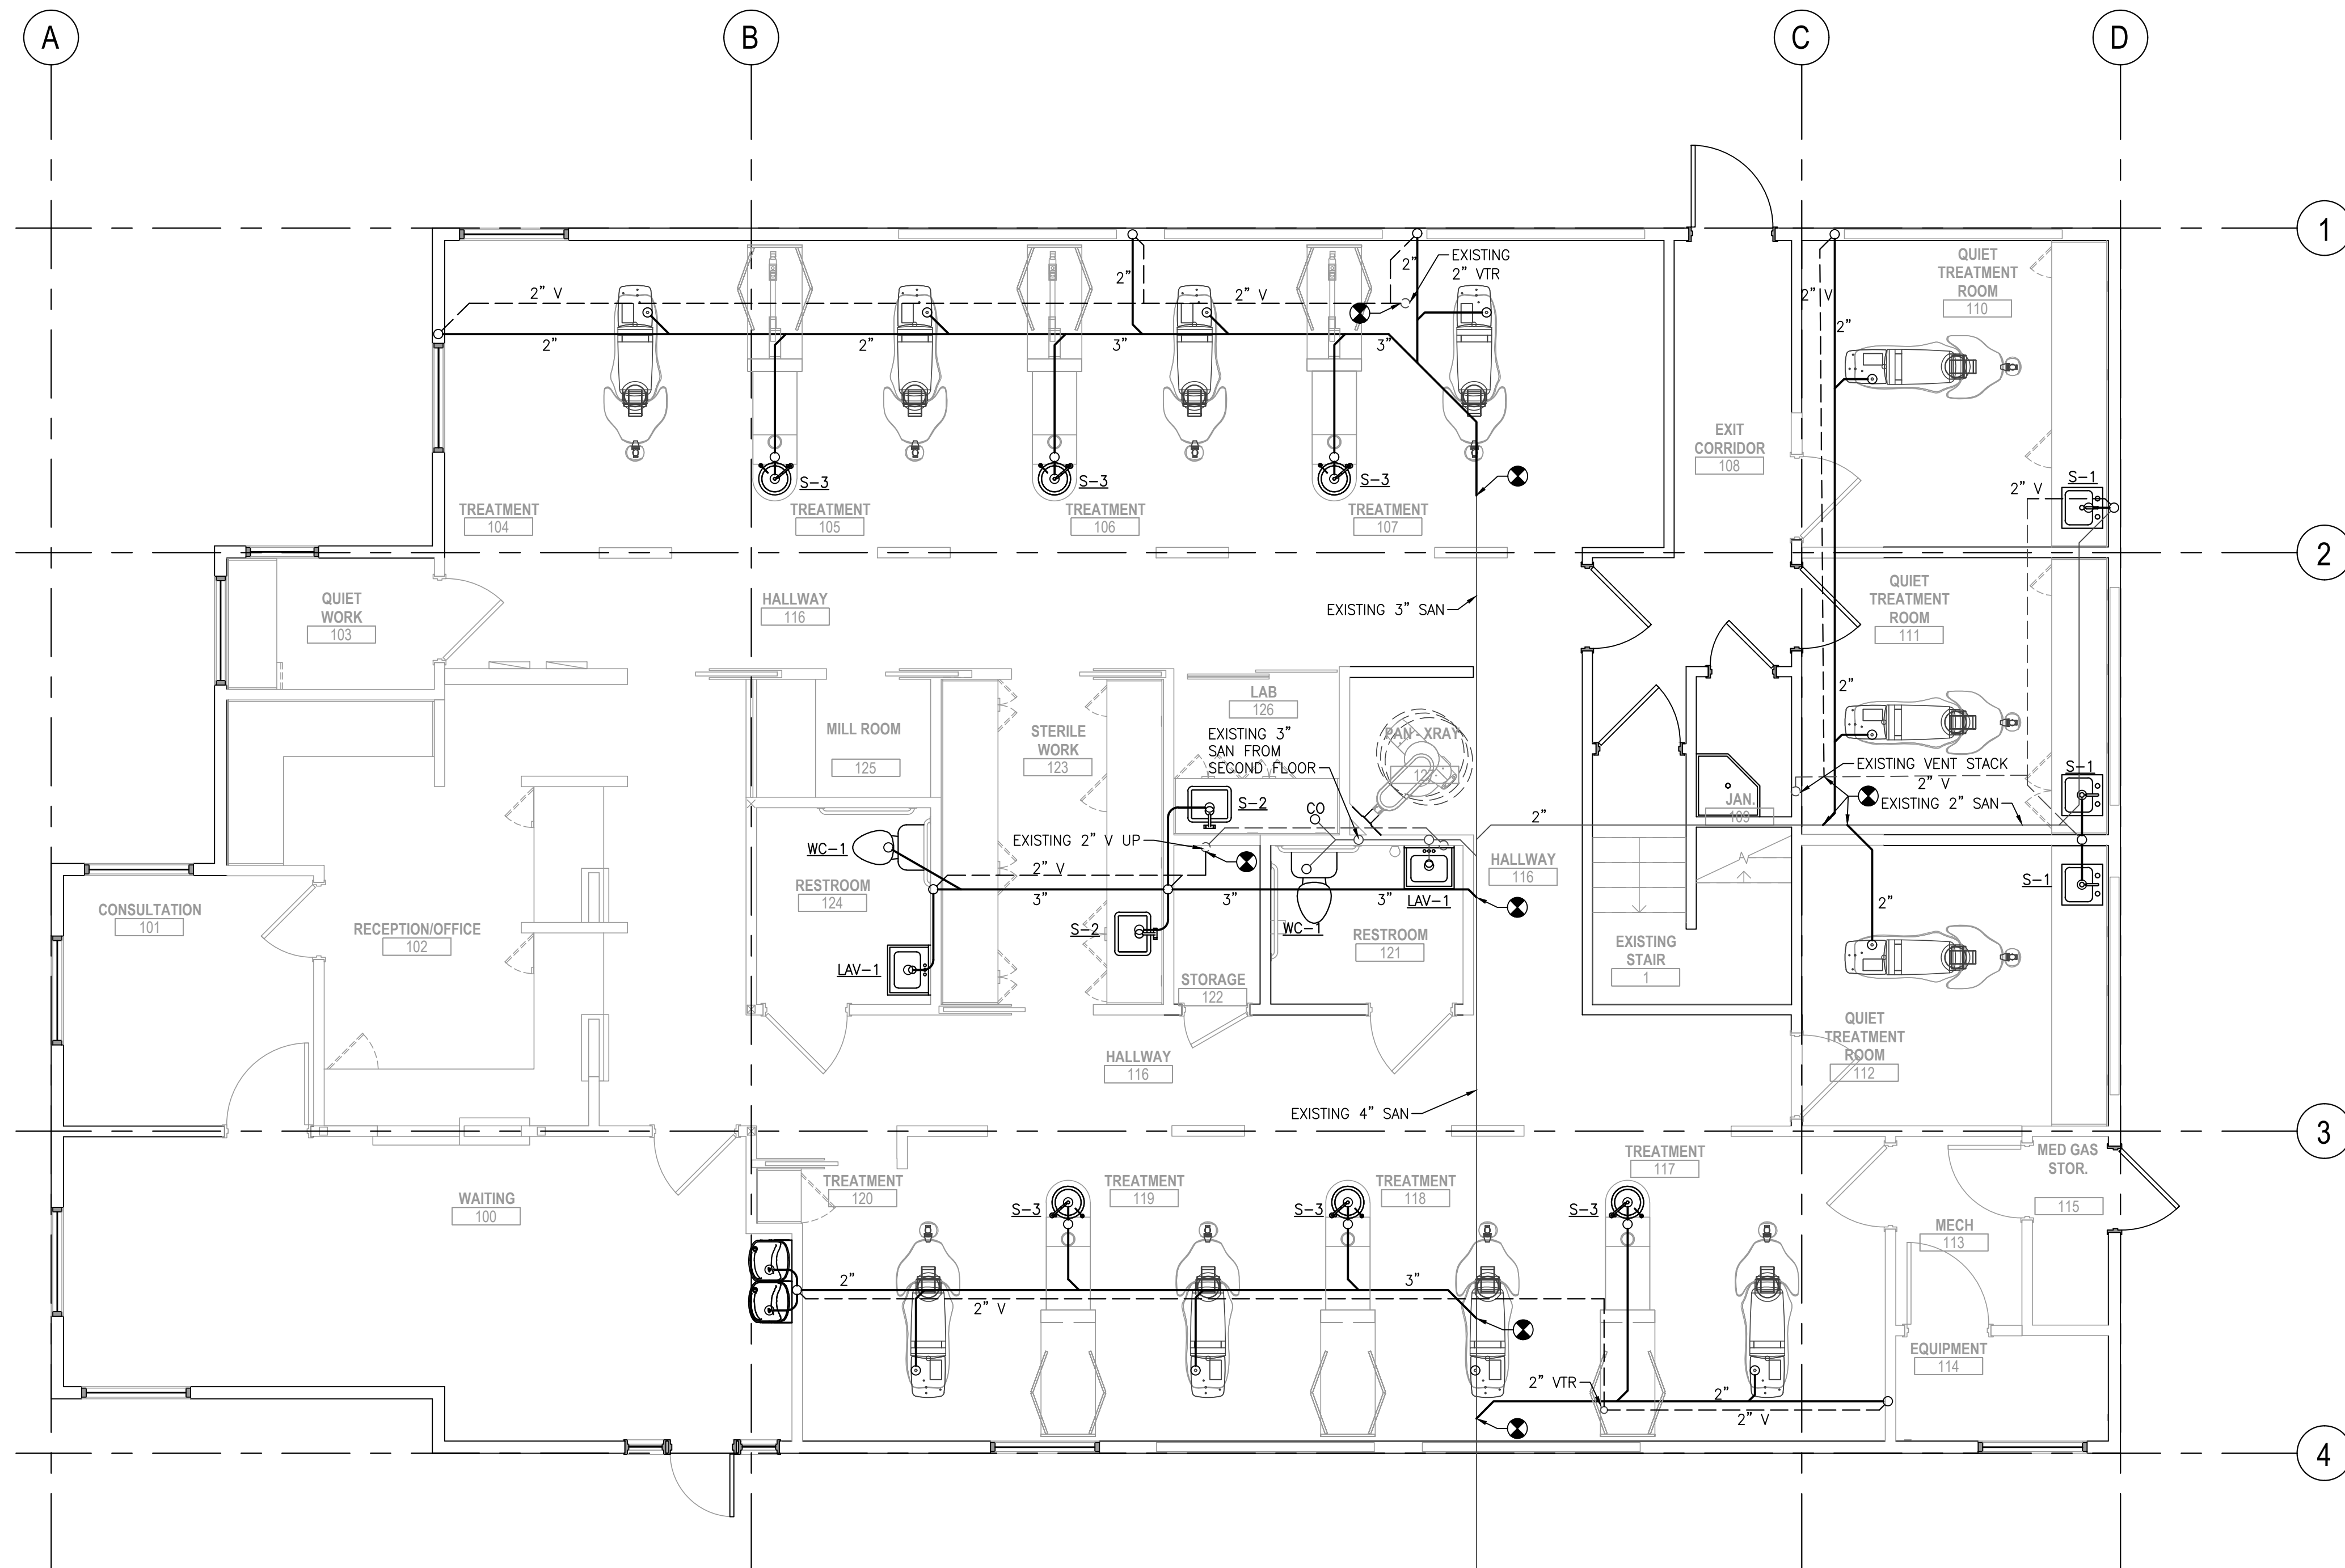 A
B
C
D
1
EXISTING
2" VTR
2"
2"
2" V
2" V
2"
2"
3"
3"
QUIET
TREATMENT
ROOM
110
2" V
2"
EXIT
CORRIDOR
108
S-3
S-3
S-3
S-1
2" V
TREATMENT
104
TREATMENT
105
TREATMENT
106
TREATMENT
107
2
QUIET
WORK
103
HALLWAY
116
EXISTING 3" SAN
QUIET
TREATMENT
ROOM
111
2"
MILL ROOM
125
STERILE
WORK
123
LAB
126
EXISTING 3"
SAN FROM
SECOND FLOOR
PAN - XRAY
EXISTING VENT STACK
2" V
EXISTING 2" SAN
S-1
JAN.
109
S-2
CO
2"
EXISTING 2" V UP
WC-1
2" V
HALLWAY
116
RESTROOM
124
3"
3"
3"
LAV-1
S-1
2"
CONSULTATION
101
RECEPTION/OFFICE
102
S-2
WC-1
RESTROOM
121
EXISTING
STAIR
1
LAV-1
STORAGE
122
HALLWAY
116
QUIET
TREATMENT
ROOM
112
EXISTING 4" SAN
3
WAITING
100
TREATMENT
120
TREATMENT
119
TREATMENT
118
TREATMENT
117
MED GAS
STOR.
115
S-3
S-3
S-3
MECH
113
2"
3"
2" V
EQUIPMENT
114
2" VTR
2"
2" V
4